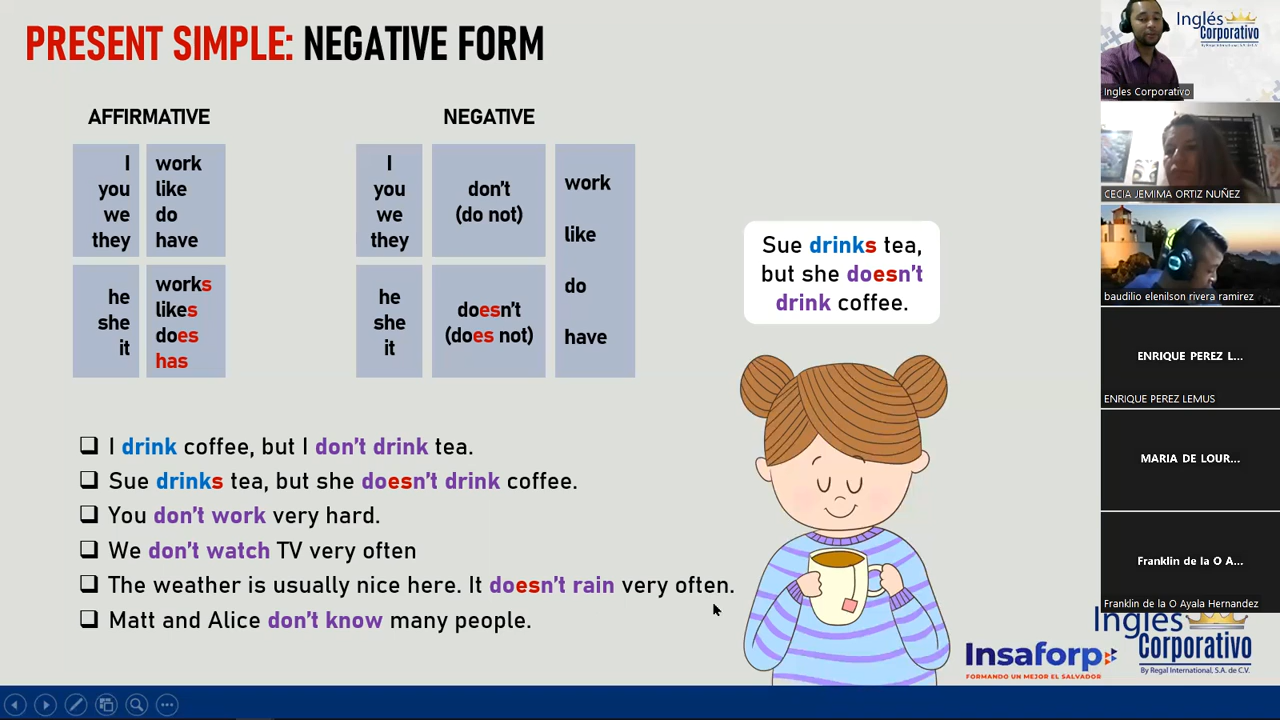 PRESENT SIMPLE: NEGATIVE FORM
AFFIRMATIVE
I
you
we
they
work
like
do
have
he
she
it
works
likes
does
has
NEGATIVE
I
you
we
they
don't
(do not)
he
she
it
doesn't
(does not)
work
like
do
have
Sue drinks tea,
but she doesn't
drink coffee.
I drink coffee, but I don't drink tea.
Sue drinks tea, but she doesn't drink coffee.
You don't work very hard.
We don't watch TV very often
The weather is usually nice here. It doesn't rain very often.
Matt and Alice don't know many people.
Insaforp
FORMANDO UN MEJOR EL SALVADOR
Inglés
Corporativo
By Regal International, S.A. de C.V.
Inglés
Corporativo
By Regal International, S.A. de C.V.
Ingles Corporativo
CECIA JEMIMA ORTIZ NUÑEZ
baudilio elenilson rivera ramirez
ENRIQUE PEREZ L...
ENRIQUE PEREZ LEMUS
MARIA DE LOUR...
Franklin de la O A...
Franklin de la O Ayala Hernandez